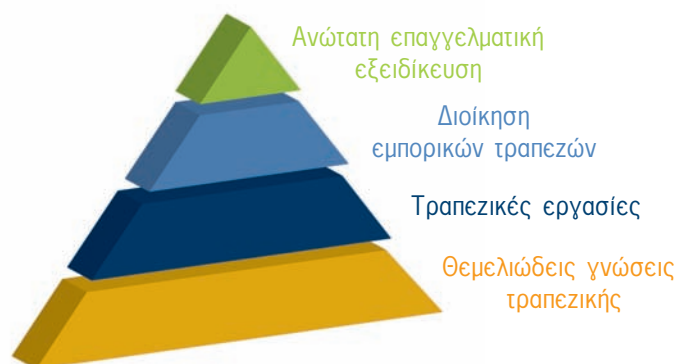 Ανώτατη επαγγελματική
εξειδίκευση
Διοίκηση
εμπορικών τραπεζών
Τραπεζικές εργασίες
Θεμελιώδεις γνώσεις
τραπεζικής